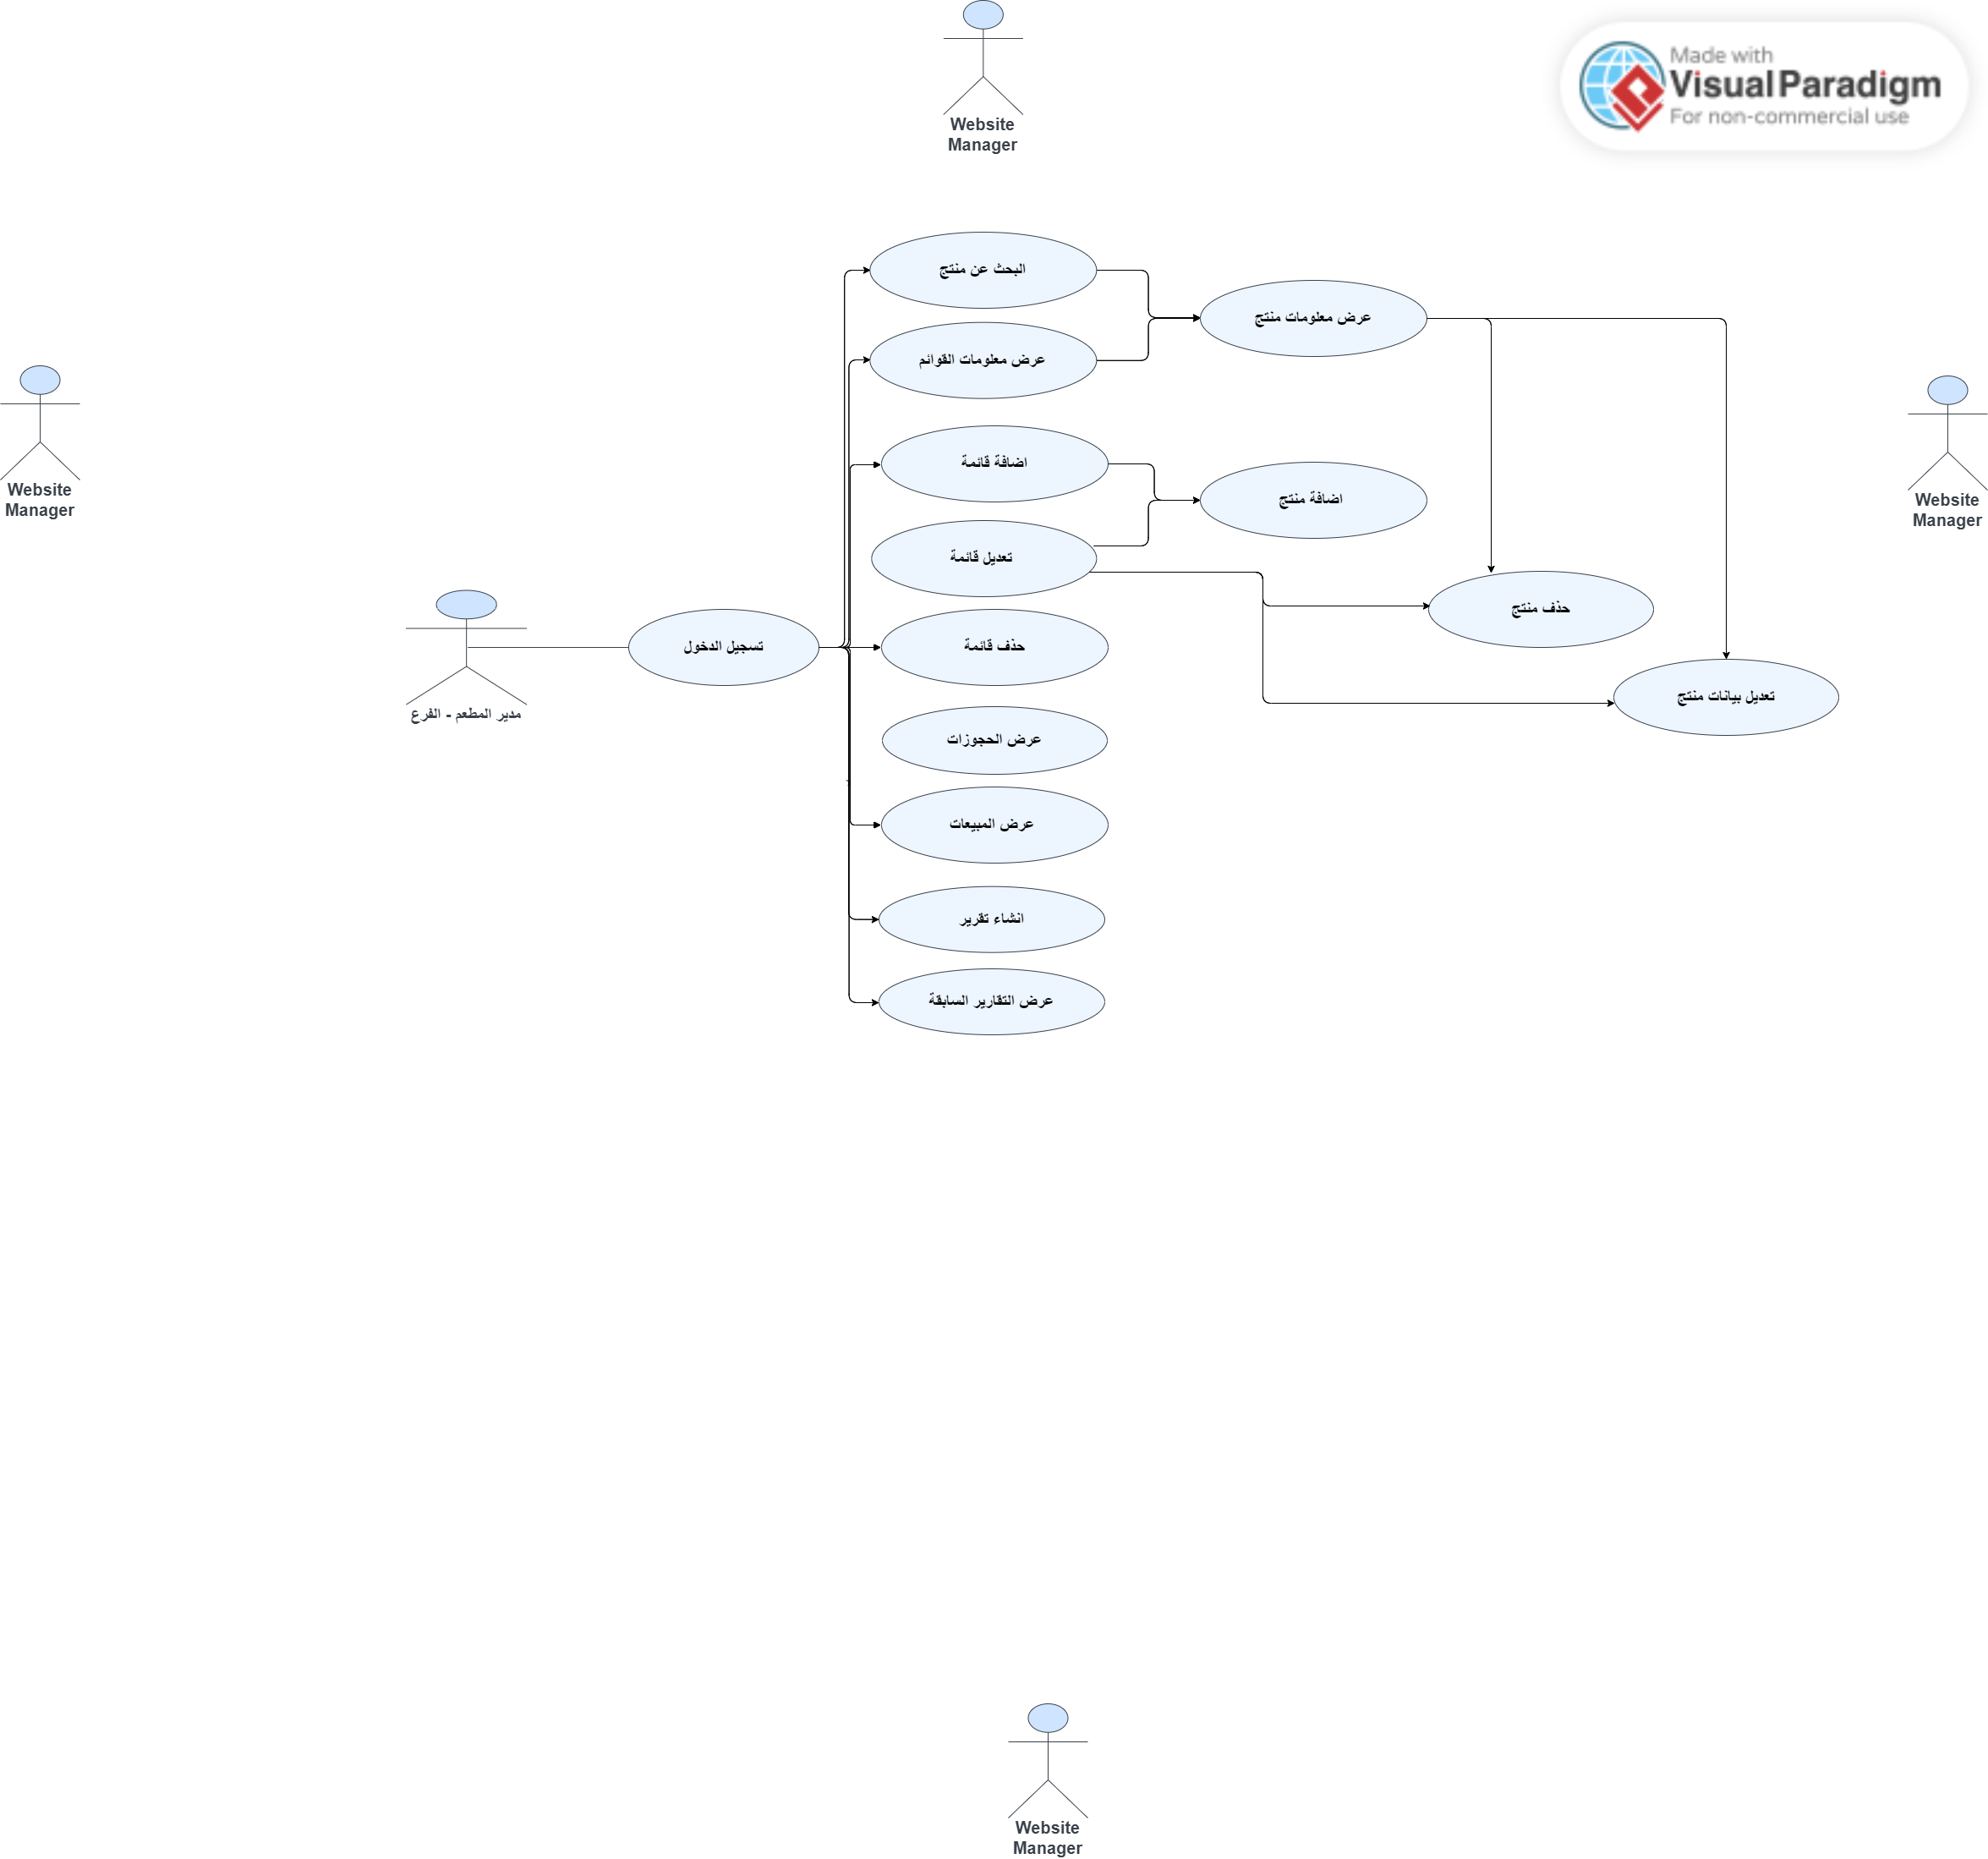 Website
Manager
Made with
Visual Paradigm
For non-commercial use
البحث عن منتج
عرض معلومات منتج
عرض معلومات القوائم
Website
Manager
Website
Manager
اضافة قائمة
اضافة منتج
تعديل قائمة
حذف منتج
تسجيل الدخول
حذف قائمة
مدير المطعم - الفرع
تعديل بيانات منتج
عرض الحجوزات
عرض المبيعات
انشاء تقرير
عرض التقارير السابقة
Website
Manager